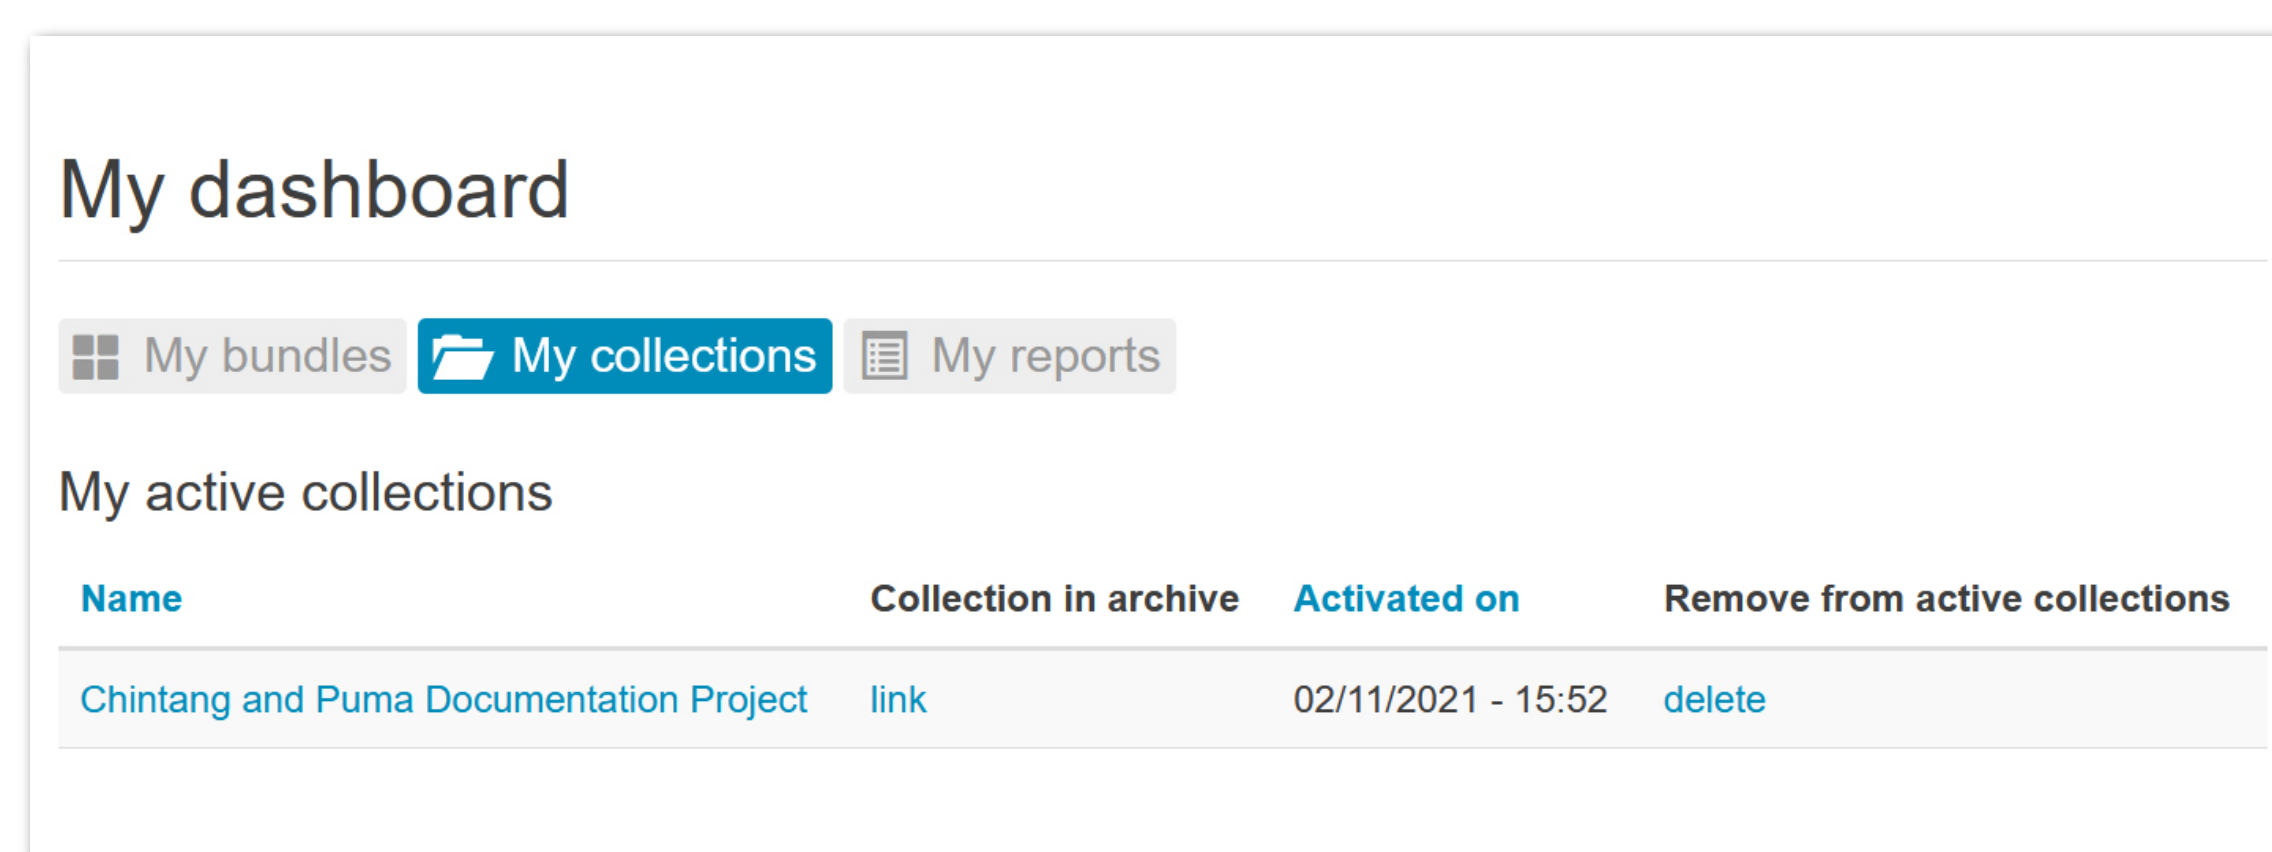 My dashboard
My bundles My collections My reports
My active collections
Name Collection in archive Activated on Remove from active collections
Chintang and Puma Documentation Project link 02/11/2021 - 15:52 delete